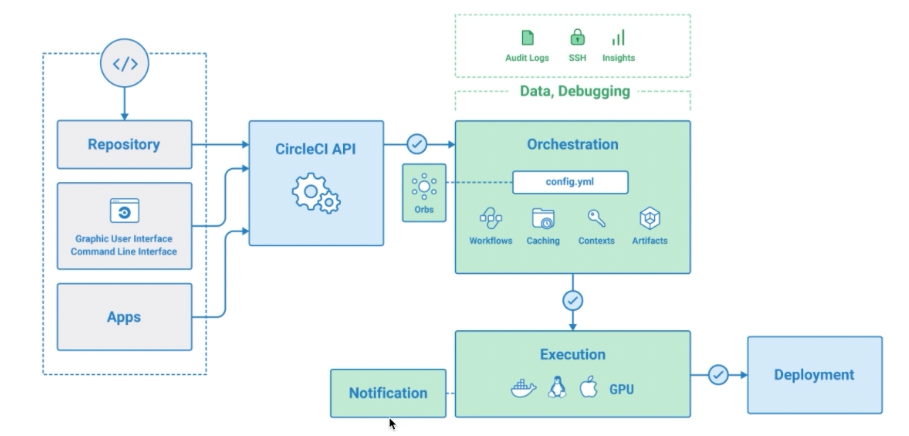 </>
Audit Logs
SSH
Insights
Data, Debugging
Repository
CircleCI API
Orchestration
config.yml
Orbs
Graphic User Interface
Command Line Interface
Workflows
Caching
Contexts
Artifacts
Apps
Execution
GPU
Notification
Deployment